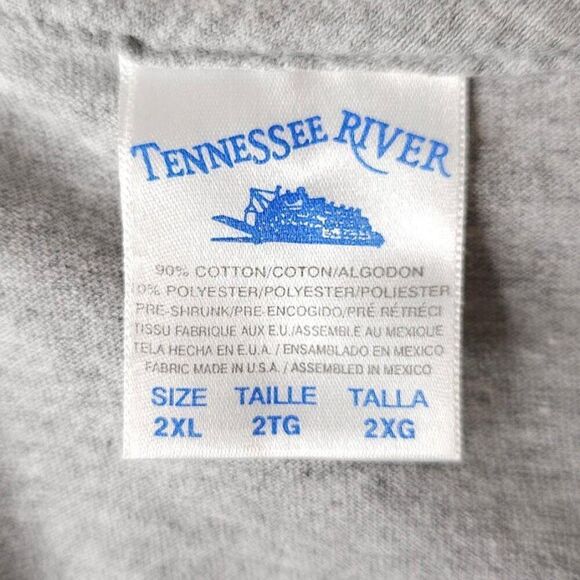 TENNESSEE RIVER
90% COTTON/COTON/ALGODON
10% POLYESTER/POLYESTER/POLIESTER
PRE-SHRUNK/PRE-ENCOGIDO/PRÉ RETRÉCI
TISSU FABRIQUE AUX E.U./ASSEMBLE AU MEXIQUE
TELA HECHA EN E.U.A. / ENSAMBLADO EN MEXICO
FABRIC MADE IN U.S.A. / ASSEMBLED IN MEXICO
SIZE TAILLE TALLA
2XL 2TG 2XG